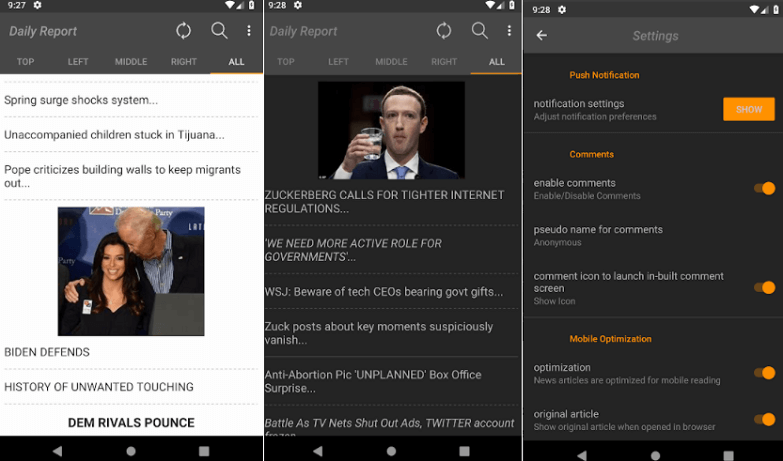 9:27
Daily Report
TOP LEFT MIDDLE RIGHT ALL
Spring surge shocks system...
Unaccompanied children stuck in Tijuana...
Pope criticizes building walls to keep migrants
out...
Party
BIDEN DEFENDS
HISTORY OF UNWANTED TOUCHING
DEM RIVALS POUNCE
9:28
Daily Report
TOP LEFT MIDDLE RIGHT ALL
ZUCKERBERG CALLS FOR TIGHTER INTERNET
REGULATIONS...
'WE NEED MORE ACTIVE ROLE FOR
GOVERNMENTS'...
WSJ: Beware of tech CEOs bearing govt gifts...
Zuck posts about key moments suspiciously
vanish...
Anti-Abortion Pic 'UNPLANNED' Box Office
Surprise...
Battle As TV Nets Shut Out Ads, TWITTER account
frozen...
9:28
Settings
Push Notification
notification settings
Adjust notification preferences
SHOW
Comments
enable comments
Enable/Disable Comments
pseudo name for comments
Anonymous
comment icon to launch in-built comment
screen
Show Icon
Mobile Optimization
optimization
News articles are optimized for mobile reading
original article
Show original article when opened in browser